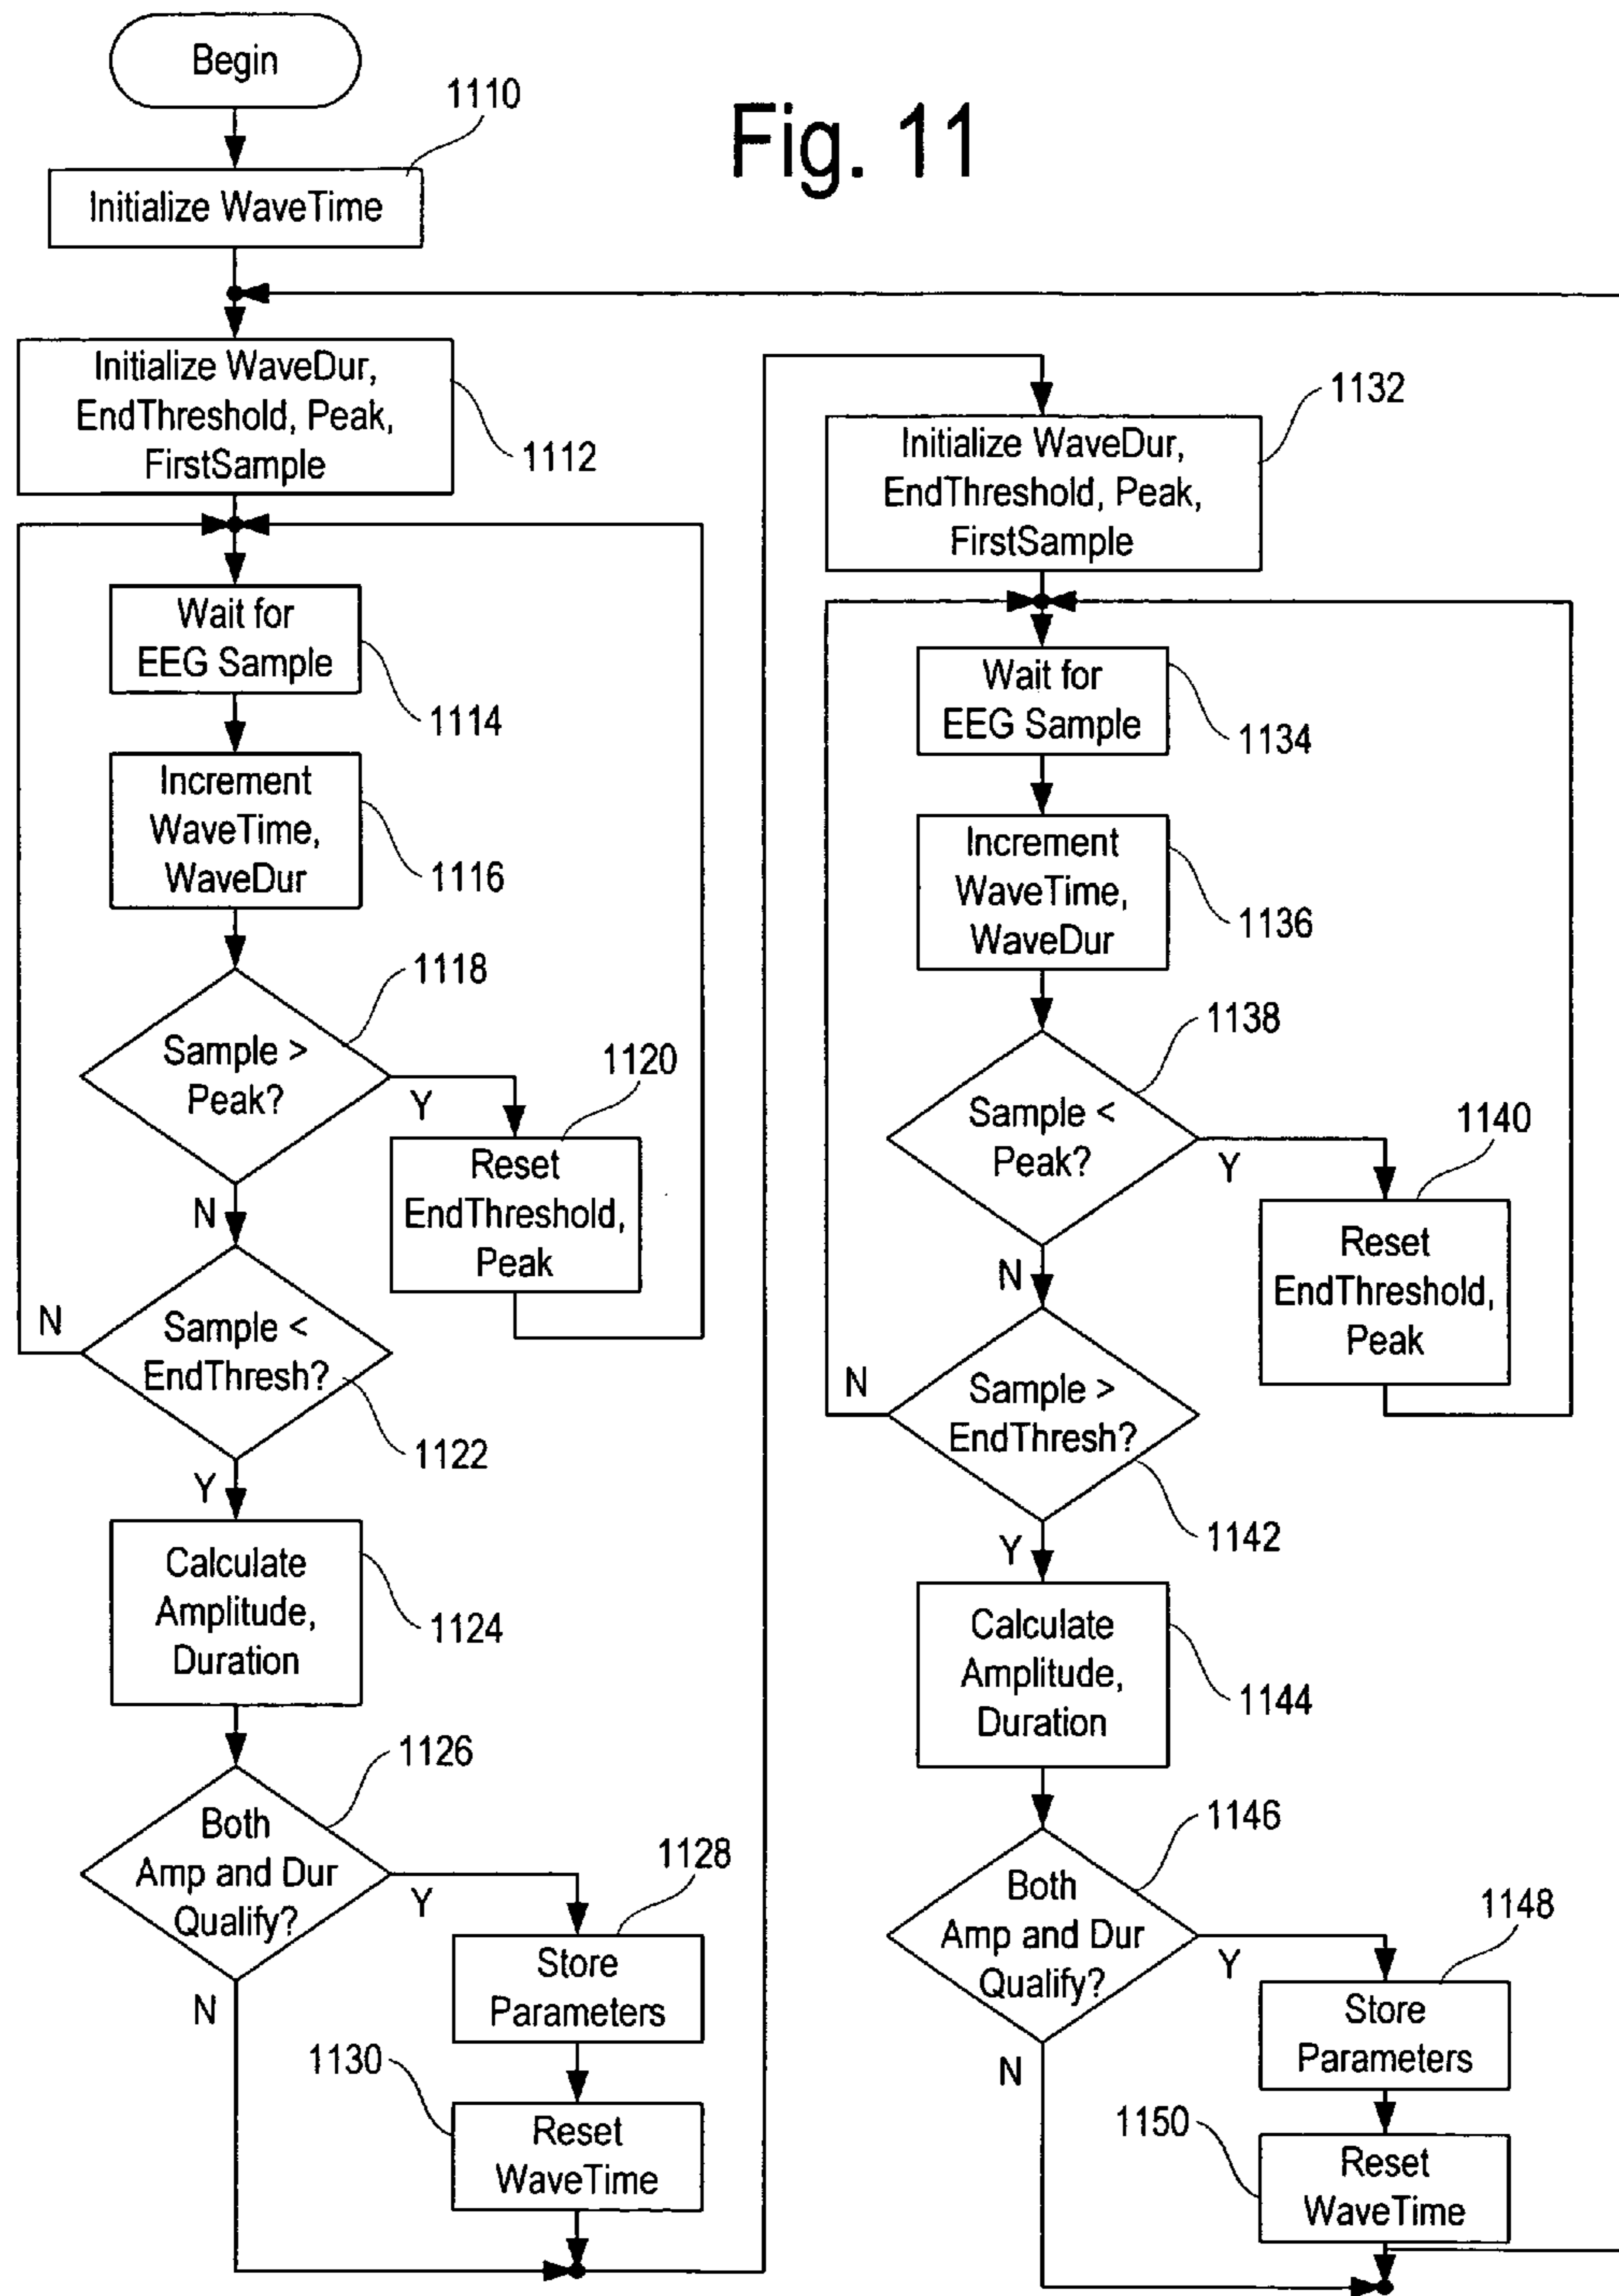 Fig. 11
Begin
1110
Initialize WaveTime
Initialize WaveDur,
EndThreshold, Peak,
FirstSample
1112
Wait for
EEG Sample
1114
Increment
WaveTime,
WaveDur
1116
1118
Sample >
Peak?
Y
N
1120
Reset
EndThreshold,
Peak
Sample <
EndThresh?
N
1122
Y
Calculate
Amplitude,
Duration
1124
1126
Both
Amp and Dur
Qualify?
Y
N
1128
Store
Parameters
1130
Reset
WaveTime
1132
Initialize WaveDur,
EndThreshold, Peak,
FirstSample
Wait for
EEG Sample
1134
Increment
WaveTime,
WaveDur
1136
1138
Sample <
Peak?
Y
N
1140
Reset
EndThreshold,
Peak
Sample >
EndThresh?
N
1142
Y
Calculate
Amplitude,
Duration
1144
1146
Both
Amp and Dur
Qualify?
Y
N
1148
Store
Parameters
1150
Reset
WaveTime